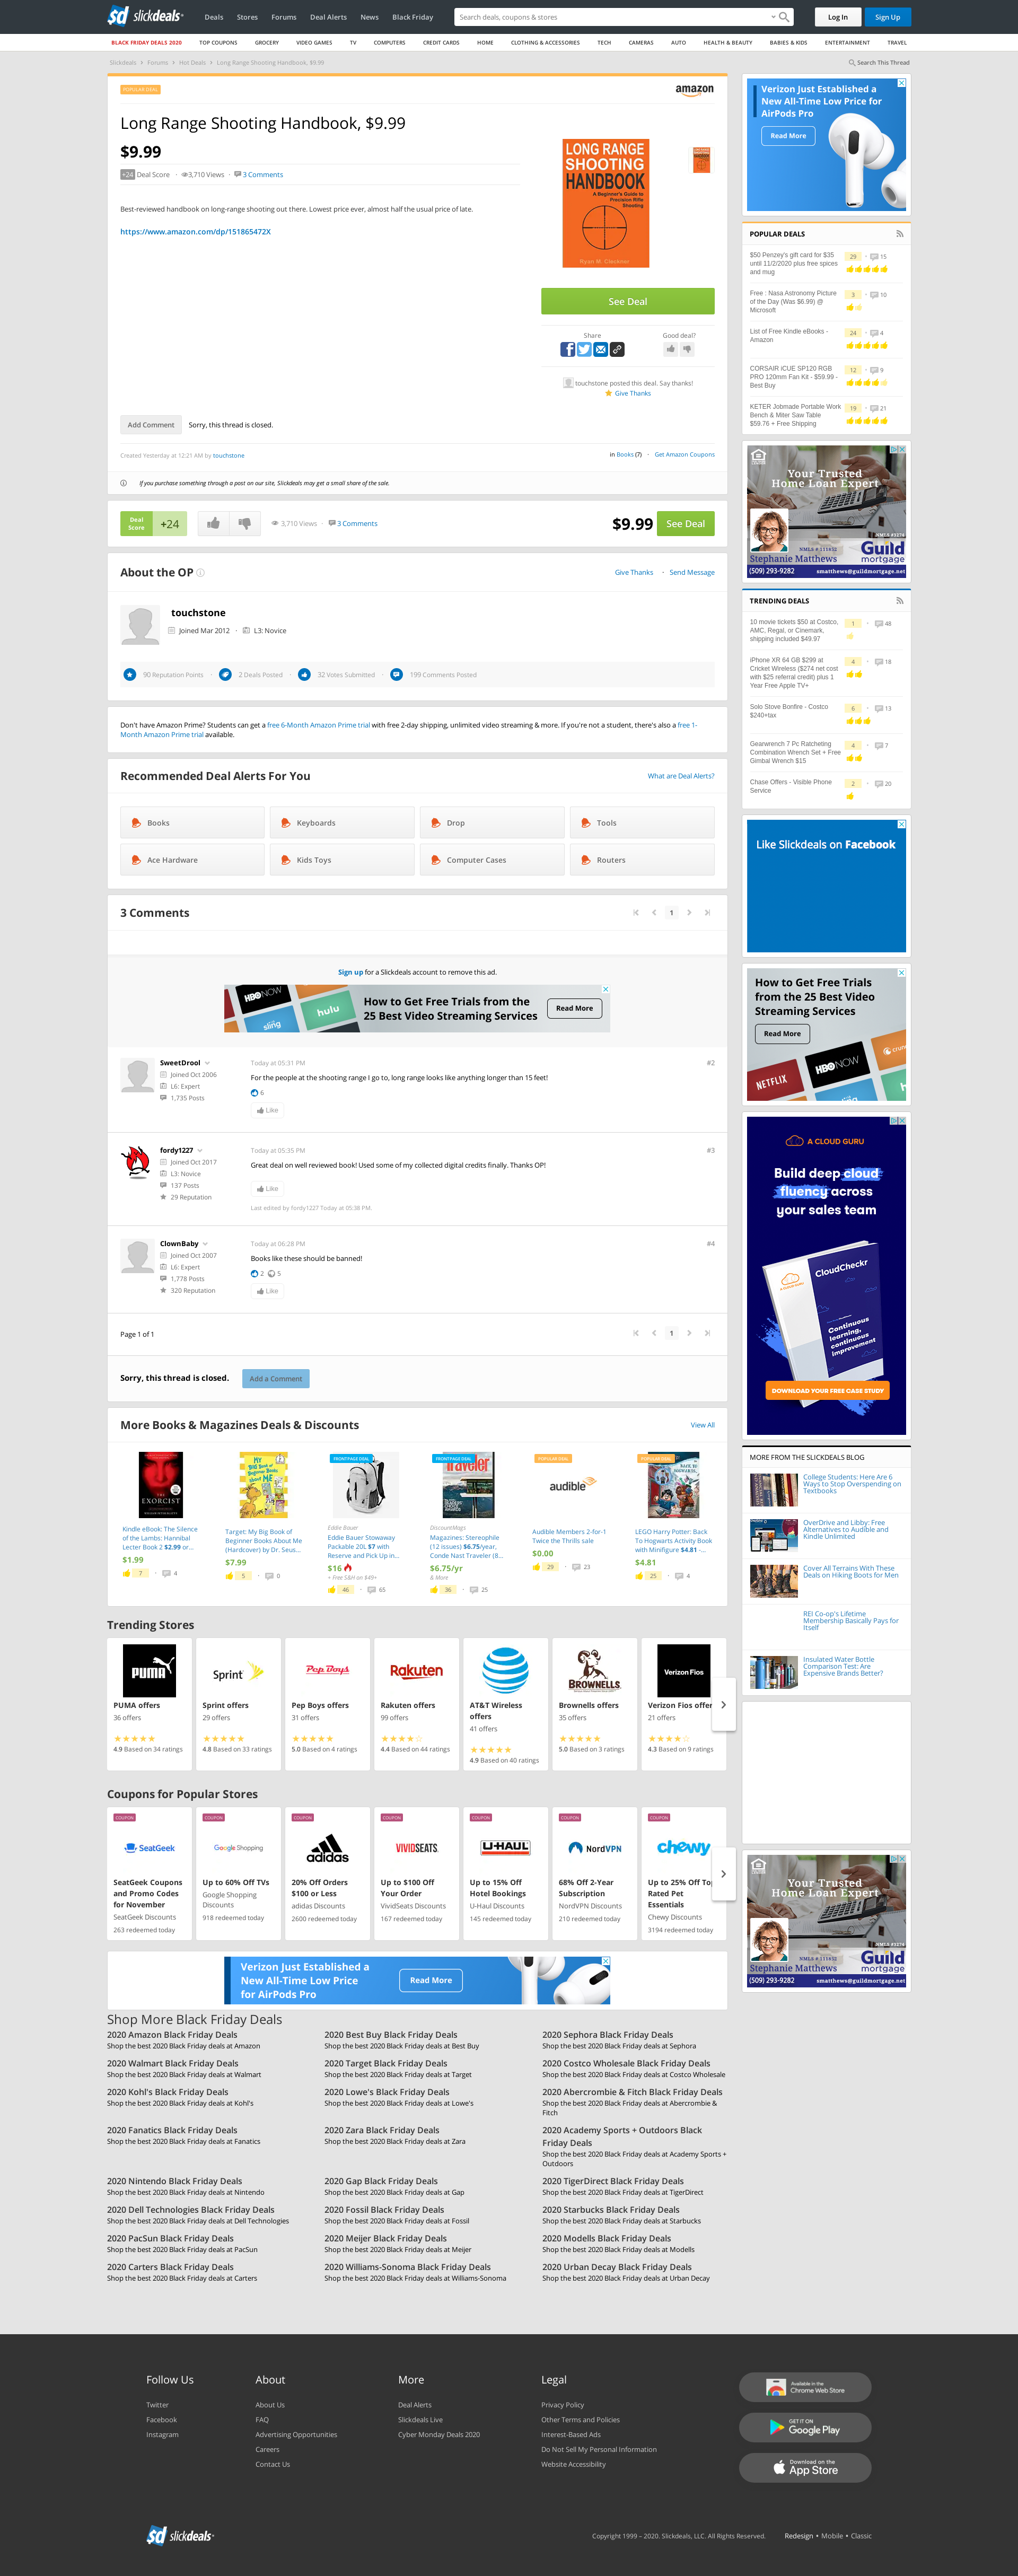 sd slickdeals
Deals Stores Forums Deal Alerts News Black Friday
Search deals, coupons & stores
Log In Sign Up
BLACK FRIDAY DEALS 2020 TOP COUPONS GROCERY VIDEO GAMES TV COMPUTERS CREDIT CARDS HOME CLOTHING & ACCESSORIES TECH CAMERAS AUTO HEALTH & BEAUTY BABIES & KIDS ENTERTAINMENT TRAVEL
Slickdeals Forums Hot Deals Long Range Shooting Handbook, $9.99
Search This Thread
POPULAR DEAL
amazon
Long Range Shooting Handbook, $9.99
$9.99
+24 Deal Score · 3,710 Views · 3 Comments
Best-reviewed handbook on long-range shooting out there. Lowest price ever, almost half the usual price of late.
https://www.amazon.com/dp/151865472X
LONG RANGE
SHOOTING
HANDBOOK
A Beginner's Guide to
Precision Rifle
Shooting
Ryan M. Cleckner
See Deal
Share
Good deal?
touchstone posted this deal. Say thanks!
Give Thanks
Add Comment
Sorry, this thread is closed.
Created Yesterday at 12:21 AM by touchstone
in Books (7) · Get Amazon Coupons
If you purchase something through a post on our site, Slickdeals may get a small share of the sale.
Deal
Score
+24
3,710 Views · 3 Comments
$9.99
See Deal
About the OP
Give Thanks · Send Message
touchstone
Joined Mar 2012 · L3: Novice
90 Reputation Points 2 Deals Posted 32 Votes Submitted 199 Comments Posted
Don't have Amazon Prime? Students can get a free 6-Month Amazon Prime trial with free 2-day shipping, unlimited video streaming & more. If you're not a student, there's also a free 1-
Month Amazon Prime trial available.
Recommended Deal Alerts For You
What are Deal Alerts?
Books Keyboards Drop Tools
Ace Hardware Kids Toys Computer Cases Routers
3 Comments
1
Sign up for a Slickdeals account to remove this ad.
HBO NOW
sling
hulu
How to Get Free Trials from the
25 Best Video Streaming Services
Read More
SweetDrool
Joined Oct 2006
L6: Expert
1,735 Posts
Today at 05:31 PM
#2
For the people at the shooting range I go to, long range looks like anything longer than 15 feet!
6
Like
fordy1227
Joined Oct 2017
L3: Novice
137 Posts
29 Reputation
Today at 05:35 PM
#3
Great deal on well reviewed book! Used some of my collected digital credits finally. Thanks OP!
Like
Last edited by fordy1227 Today at 05:38 PM.
ClownBaby
Joined Oct 2007
L6: Expert
1,778 Posts
320 Reputation
Today at 06:28 PM
#4
Books like these should be banned!
2 5
Like
Page 1 of 1
1
Sorry, this thread is closed.
Add a Comment
More Books & Magazines Deals & Discounts
View All
THE
EXORCIST
Kindle eBook: The Silence
of the Lambs: Hannibal
Lecter Book 2 $2.99 or...
$1.99
7 · 4
MY
BIG BOOK of
Beginner Books
About ME
Target: My Big Book of
Beginner Books About Me
(Hardcover) by Dr. Seus...
$7.99
5 · 0
FRONTPAGE DEAL
Eddie Bauer
Eddie Bauer Stowaway
Packable 20L $7 with
Reserve and Pick Up in...
$16
+ Free S&H on $49+
46 · 65
FRONTPAGE DEAL
Traveler
DiscountMags
Magazines: Stereophile
(12 issues) $6.75/year,
Conde Nast Traveler (8...
$6.75/yr
& More
36 · 25
POPULAR DEAL
audible
Audible Members 2-for-1
Twice the Thrills sale
$0.00
29 · 23
POPULAR DEAL
BACK TO
HOGWARTS
LEGO Harry Potter: Back
To Hogwarts Activity Book
with Minifigure $4.81 -...
$4.81
25 · 4
Trending Stores
PUMA
PUMA offers
36 offers
4.9 Based on 34 ratings
Sprint
Sprint offers
29 offers
4.8 Based on 33 ratings
Pep Boys
Pep Boys offers
31 offers
5.0 Based on 4 ratings
Rakuten
Rakuten offers
99 offers
4.4 Based on 44 ratings
AT&T Wireless
offers
41 offers
4.9 Based on 40 ratings
BROWNELLS
Brownells offers
35 offers
5.0 Based on 3 ratings
Verizon Fios
Verizon Fios offer
21 offers
4.3 Based on 9 ratings
Coupons for Popular Stores
COUPON
SeatGeek
SeatGeek Coupons
and Promo Codes
for November
SeatGeek Discounts
263 redeemed today
COUPON
Google Shopping
Up to 60% Off TVs
Google Shopping
Discounts
918 redeemed today
COUPON
adidas
20% Off Orders
$100 or Less
adidas Discounts
2600 redeemed today
COUPON
VIVIDSEATS
Up to $100 Off
Your Order
VividSeats Discounts
167 redeemed today
COUPON
U-HAUL
Up to 15% Off
Hotel Bookings
U-Haul Discounts
145 redeemed today
COUPON
NordVPN
68% Off 2-Year
Subscription
NordVPN Discounts
210 redeemed today
COUPON
chewy
Up to 25% Off Top
Rated Pet
Essentials
Chewy Discounts
3194 redeemed today
Verizon Just Established a
New All-Time Low Price
for AirPods Pro
Read More
Shop More Black Friday Deals
2020 Amazon Black Friday Deals
Shop the best 2020 Black Friday deals at Amazon
2020 Best Buy Black Friday Deals
Shop the best 2020 Black Friday deals at Best Buy
2020 Sephora Black Friday Deals
Shop the best 2020 Black Friday deals at Sephora
2020 Walmart Black Friday Deals
Shop the best 2020 Black Friday deals at Walmart
2020 Target Black Friday Deals
Shop the best 2020 Black Friday deals at Target
2020 Costco Wholesale Black Friday Deals
Shop the best 2020 Black Friday deals at Costco Wholesale
2020 Kohl's Black Friday Deals
Shop the best 2020 Black Friday deals at Kohl's
2020 Lowe's Black Friday Deals
Shop the best 2020 Black Friday deals at Lowe's
2020 Abercrombie & Fitch Black Friday Deals
Shop the best 2020 Black Friday deals at Abercrombie &
Fitch
2020 Fanatics Black Friday Deals
Shop the best 2020 Black Friday deals at Fanatics
2020 Zara Black Friday Deals
Shop the best 2020 Black Friday deals at Zara
2020 Academy Sports + Outdoors Black
Friday Deals
Shop the best 2020 Black Friday deals at Academy Sports +
Outdoors
2020 Nintendo Black Friday Deals
Shop the best 2020 Black Friday deals at Nintendo
2020 Gap Black Friday Deals
Shop the best 2020 Black Friday deals at Gap
2020 TigerDirect Black Friday Deals
Shop the best 2020 Black Friday deals at TigerDirect
2020 Dell Technologies Black Friday Deals
Shop the best 2020 Black Friday deals at Dell Technologies
2020 Fossil Black Friday Deals
Shop the best 2020 Black Friday deals at Fossil
2020 Starbucks Black Friday Deals
Shop the best 2020 Black Friday deals at Starbucks
2020 PacSun Black Friday Deals
Shop the best 2020 Black Friday deals at PacSun
2020 Meijer Black Friday Deals
Shop the best 2020 Black Friday deals at Meijer
2020 Modells Black Friday Deals
Shop the best 2020 Black Friday deals at Modells
2020 Carters Black Friday Deals
Shop the best 2020 Black Friday deals at Carters
2020 Williams-Sonoma Black Friday Deals
Shop the best 2020 Black Friday deals at Williams-Sonoma
2020 Urban Decay Black Friday Deals
Shop the best 2020 Black Friday deals at Urban Decay
Verizon Just Established a
New All-Time Low Price for
AirPods Pro
Read More
POPULAR DEALS
$50 Penzey's gift card for $35
until 11/2/2020 plus free spices
and mug
29 · 15
Free : Nasa Astronomy Picture
of the Day (Was $6.99) @
Microsoft
3 · 10
List of Free Kindle eBooks -
Amazon
24 · 4
CORSAIR iCUE SP120 RGB
PRO 120mm Fan Kit - $59.99 -
Best Buy
12 · 9
KETER Jobmade Portable Work
Bench & Miter Saw Table
$59.76 + Free Shipping
19 · 21
Your Trusted
Home Loan Expert
NMLS # 111832
NMLS #3274
Stephanie Matthews
Guild
mortgage
(509) 293-9282
smatthews@guildmortgage.net
TRENDING DEALS
10 movie tickets $50 at Costco,
AMC, Regal, or Cinemark,
shipping included $49.97
1 · 48
iPhone XR 64 GB $299 at
Cricket Wireless ($274 net cost
with $25 referral credit) plus 1
Year Free Apple TV+
4 · 18
Solo Stove Bonfire - Costco
$240+tax
6 · 13
Gearwrench 7 Pc Ratcheting
Combination Wrench Set + Free
Gimbal Wrench $15
4 · 7
Chase Offers - Visible Phone
Service
2 · 20
Like Slickdeals on Facebook
How to Get Free Trials
from the 25 Best Video
Streaming Services
Read More
NETFLIX
HBO NOW
Crunchyroll
hulu
A CLOUD GURU
Build deep cloud
fluency across
your sales team
CloudCheckr
Continuous
learning,
continuous
improvement
DOWNLOAD YOUR FREE CASE STUDY
MORE FROM THE SLICKDEALS BLOG
College Students: Here Are 6
Ways to Stop Overspending on
Textbooks
OverDrive and Libby: Free
Alternatives to Audible and
Kindle Unlimited
Cover All Terrains With These
Deals on Hiking Boots for Men
REI Co-op's Lifetime
Membership Basically Pays for
Itself
Insulated Water Bottle
Comparison Test: Are
Expensive Brands Better?
Your Trusted
Home Loan Expert
NMLS # 111832
NMLS #3274
Stephanie Matthews
Guild
mortgage
(509) 293-9282
smatthews@guildmortgage.net
Follow Us
Twitter
Facebook
Instagram
About
About Us
FAQ
Advertising Opportunities
Careers
Contact Us
More
Deal Alerts
Slickdeals Live
Cyber Monday Deals 2020
Legal
Privacy Policy
Other Terms and Policies
Interest-Based Ads
Do Not Sell My Personal Information
Website Accessibility
Available in the
Chrome Web Store
GET IT ON
Google Play
Download on the
App Store
sd slickdeals
Copyright 1999 – 2020. Slickdeals, LLC. All Rights Reserved.
Redesign • Mobile • Classic